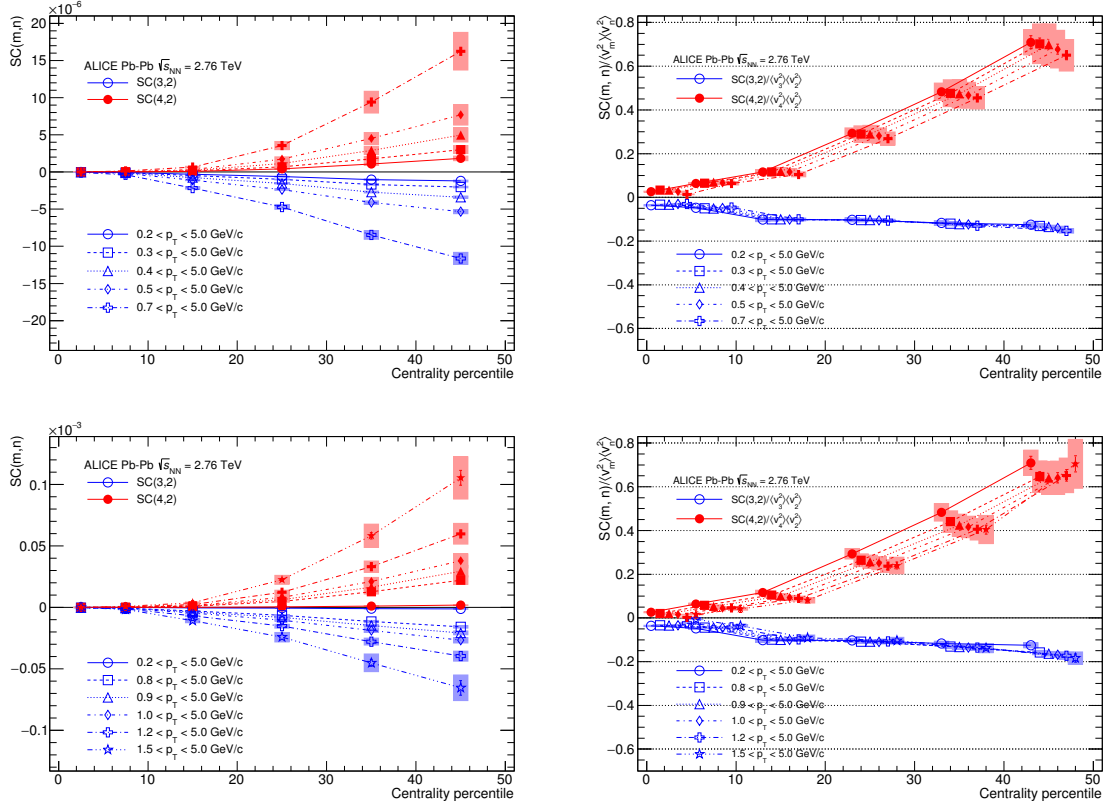 ×10⁻⁶
SC(m,n)
20
15
10
5
0
−5
−10
−15
−20
ALICE Pb-Pb √s_NN = 2.76 TeV
SC(3,2)
SC(4,2)
0.2 < p_T < 5.0 GeV/c
0.3 < p_T < 5.0 GeV/c
0.4 < p_T < 5.0 GeV/c
0.5 < p_T < 5.0 GeV/c
0.7 < p_T < 5.0 GeV/c
0 10 20 30 40 50
Centrality percentile
SC(m, n)/⟨v²_m⟩⟨v²_n⟩
0.8
0.6
0.4
0.2
0
−0.2
−0.4
−0.6
ALICE Pb-Pb √s_NN = 2.76 TeV
SC(3,2)/⟨v²_3⟩⟨v²_2⟩
SC(4,2)/⟨v²_4⟩⟨v²_2⟩
0.2 < p_T < 5.0 GeV/c
0.3 < p_T < 5.0 GeV/c
0.4 < p_T < 5.0 GeV/c
0.5 < p_T < 5.0 GeV/c
0.7 < p_T < 5.0 GeV/c
0 10 20 30 40 50
Centrality percentile
×10⁻³
SC(m,n)
0.1
0.05
0
−0.05
−0.1
ALICE Pb-Pb √s_NN = 2.76 TeV
SC(3,2)
SC(4,2)
0.2 < p_T < 5.0 GeV/c
0.8 < p_T < 5.0 GeV/c
0.9 < p_T < 5.0 GeV/c
1.0 < p_T < 5.0 GeV/c
1.2 < p_T < 5.0 GeV/c
1.5 < p_T < 5.0 GeV/c
0 10 20 30 40 50
Centrality percentile
SC(m, n)/⟨v²_m⟩⟨v²_n⟩
0.8
0.6
0.4
0.2
0
−0.2
−0.4
−0.6
ALICE Pb-Pb √s_NN = 2.76 TeV
SC(3,2)/⟨v²_3⟩⟨v²_2⟩
SC(4,2)/⟨v²_4⟩⟨v²_2⟩
0.2 < p_T < 5.0 GeV/c
0.8 < p_T < 5.0 GeV/c
0.9 < p_T < 5.0 GeV/c
1.0 < p_T < 5.0 GeV/c
1.2 < p_T < 5.0 GeV/c
1.5 < p_T < 5.0 GeV/c
0 10 20 30 40 50
Centrality percentile